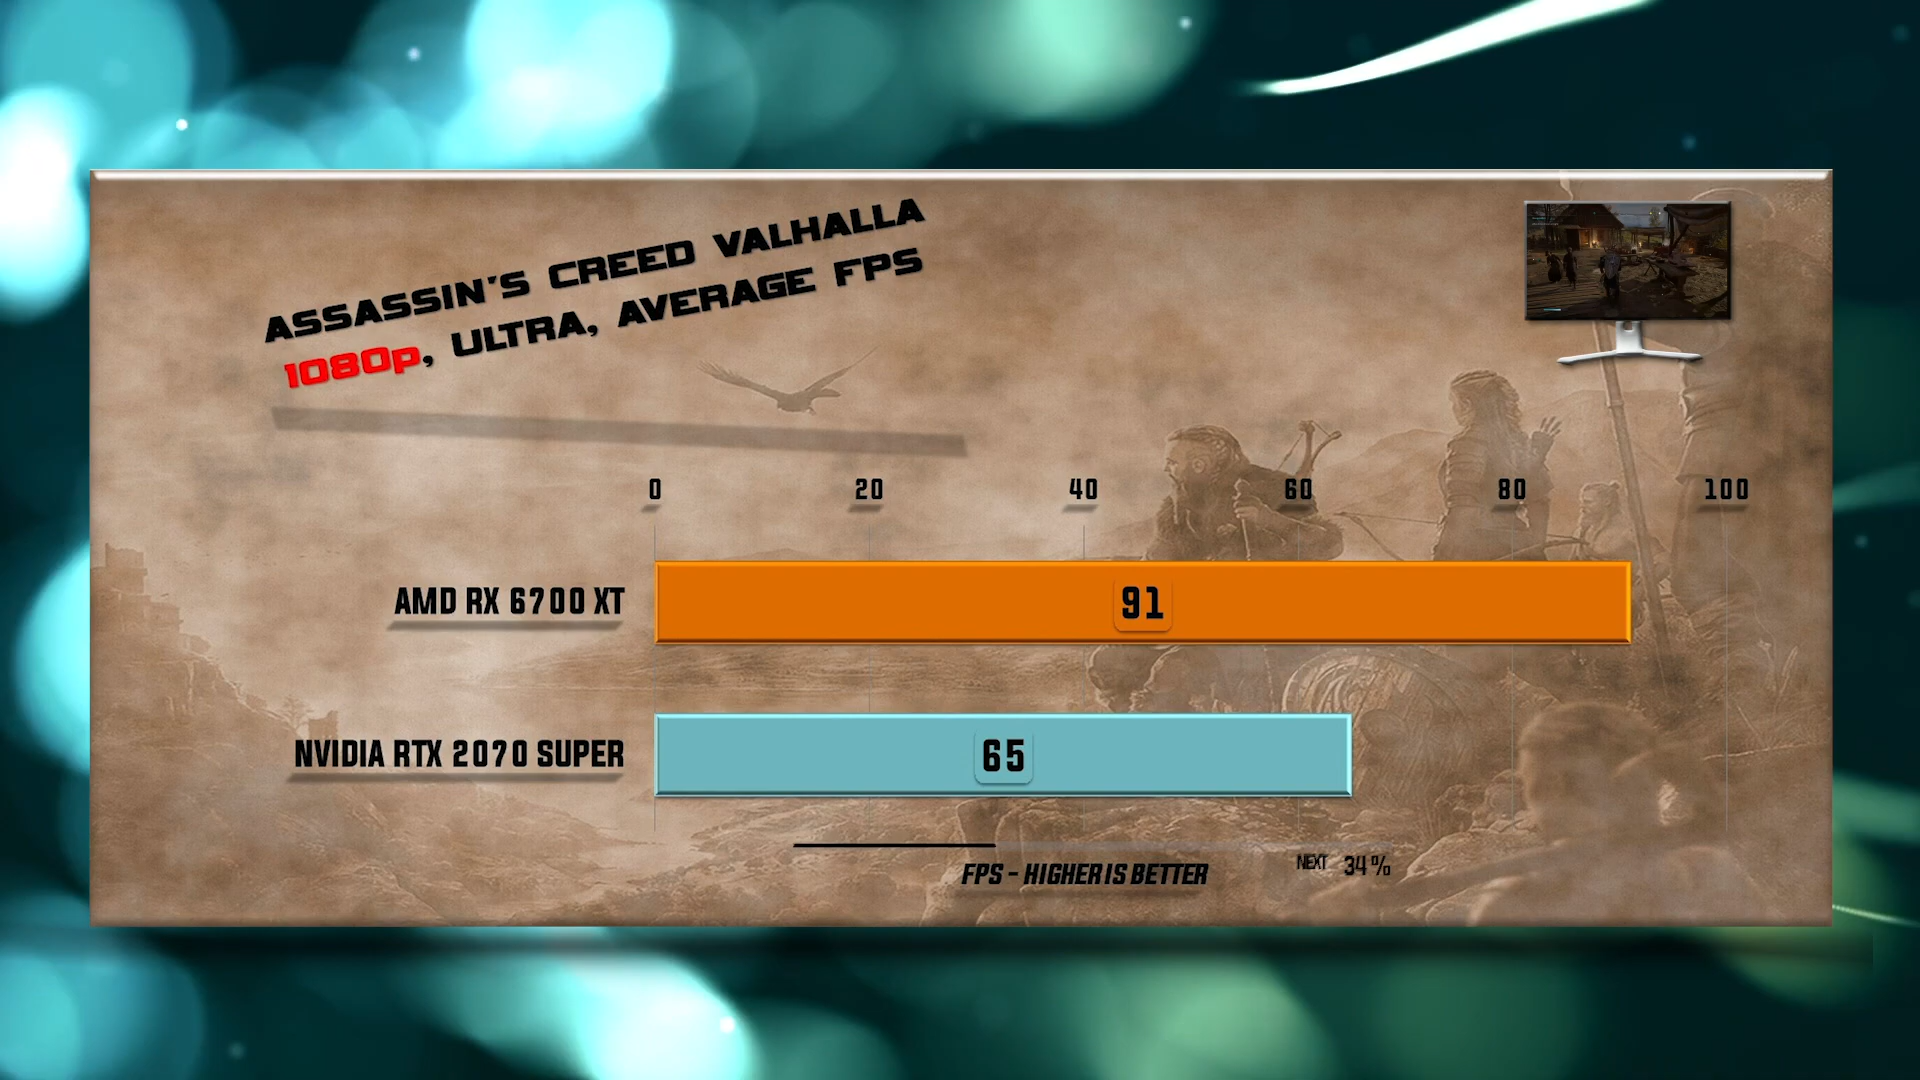 ASSASSIN'S CREED VALHALLA
1080p, ULTRA, AVERAGE FPS
0 20 40 60 80 100
AMD RX 6700 XT 91
NVIDIA RTX 2070 SUPER 65
FPS - HIGHER IS BETTER
NEXT 34%